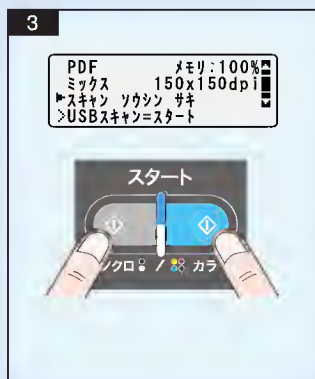 3
PDF メモリ:100%
ミックス 150x150dpi
►スキャン ソウシン サキ
>USBスキャン=スタート
スタート
ノクロ / カラ